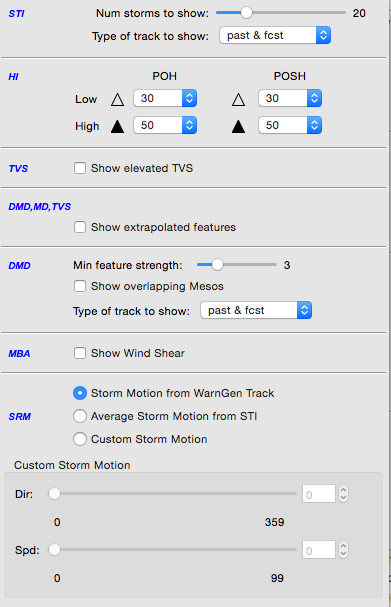 STI Num storms to show: 20
Type of track to show: past & fcst
HI POH POSH
Low 30 30
High 50 50
TVS Show elevated TVS
DMD,MD,TVS
Show extrapolated features
DMD Min feature strength: 3
Show overlapping Mesos
Type of track to show: past & fcst
MBA Show Wind Shear
Storm Motion from WarnGen Track
SRM Average Storm Motion from STI
Custom Storm Motion
Custom Storm Motion
Dir: 0
0 359
Spd: 0
0 99